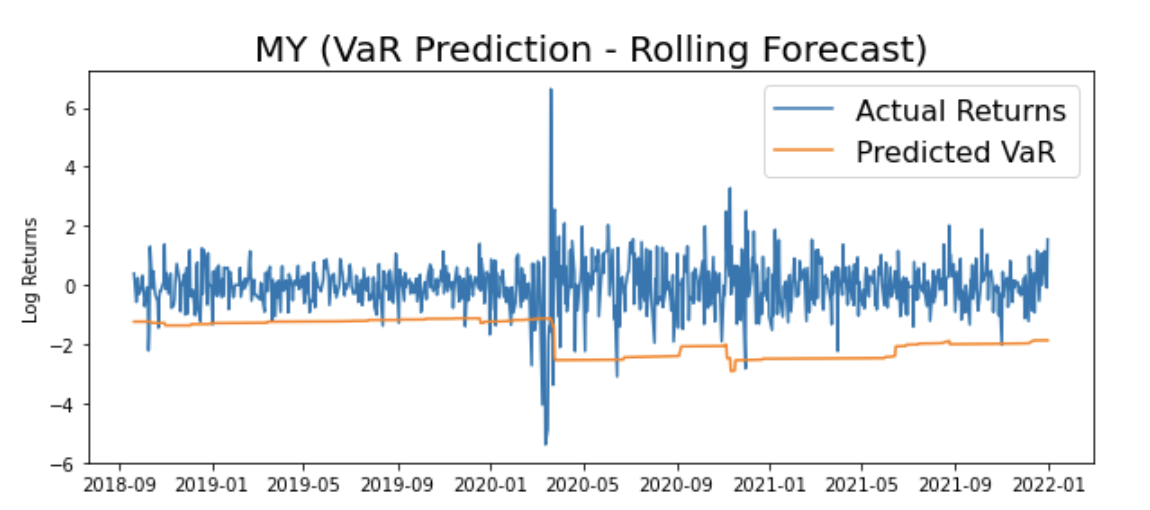 MY (VaR Prediction - Rolling Forecast)
Actual Returns
Predicted VaR
Log Returns
6
4
2
0
−2
−4
−6
2018-09 2019-01 2019-05 2019-09 2020-01 2020-05 2020-09 2021-01 2021-05 2021-09 2022-01